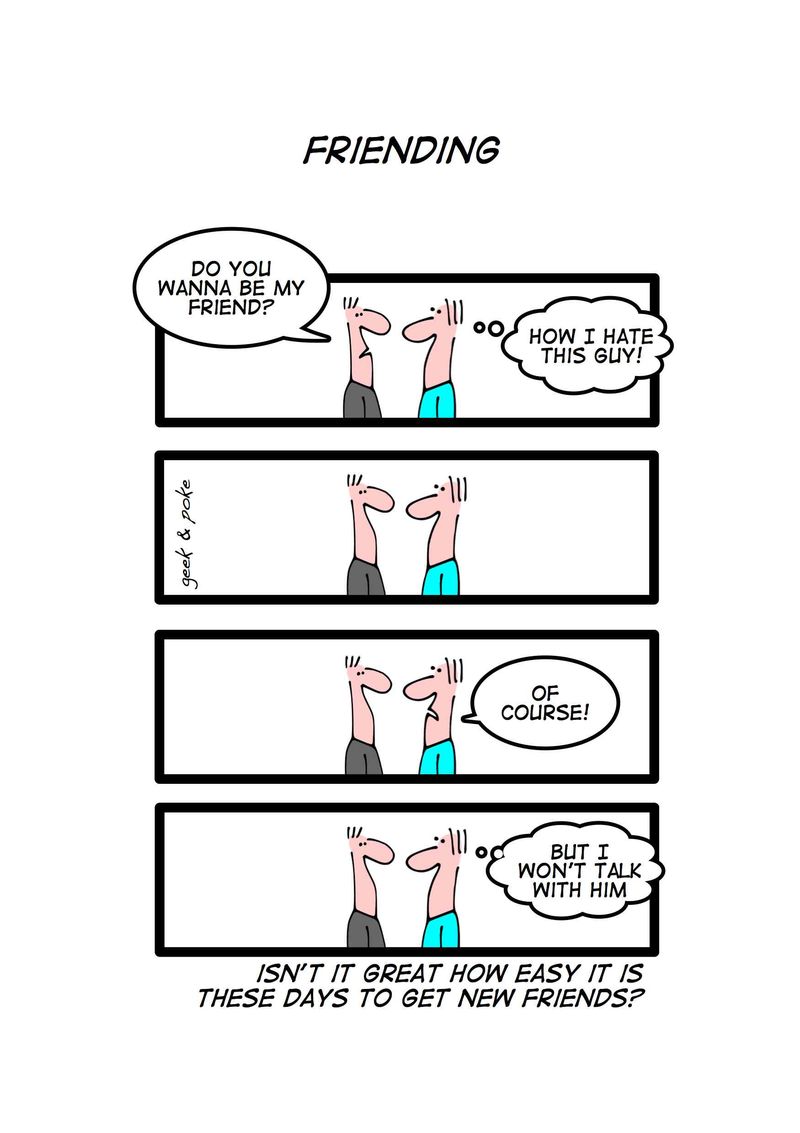 FRIENDING
DO YOU
WANNA BE MY
FRIEND?
HOW I HATE
THIS GUY!
geek & poke
OF
COURSE!
BUT I
WON'T TALK
WITH HIM
ISN'T IT GREAT HOW EASY IT IS
THESE DAYS TO GET NEW FRIENDS?